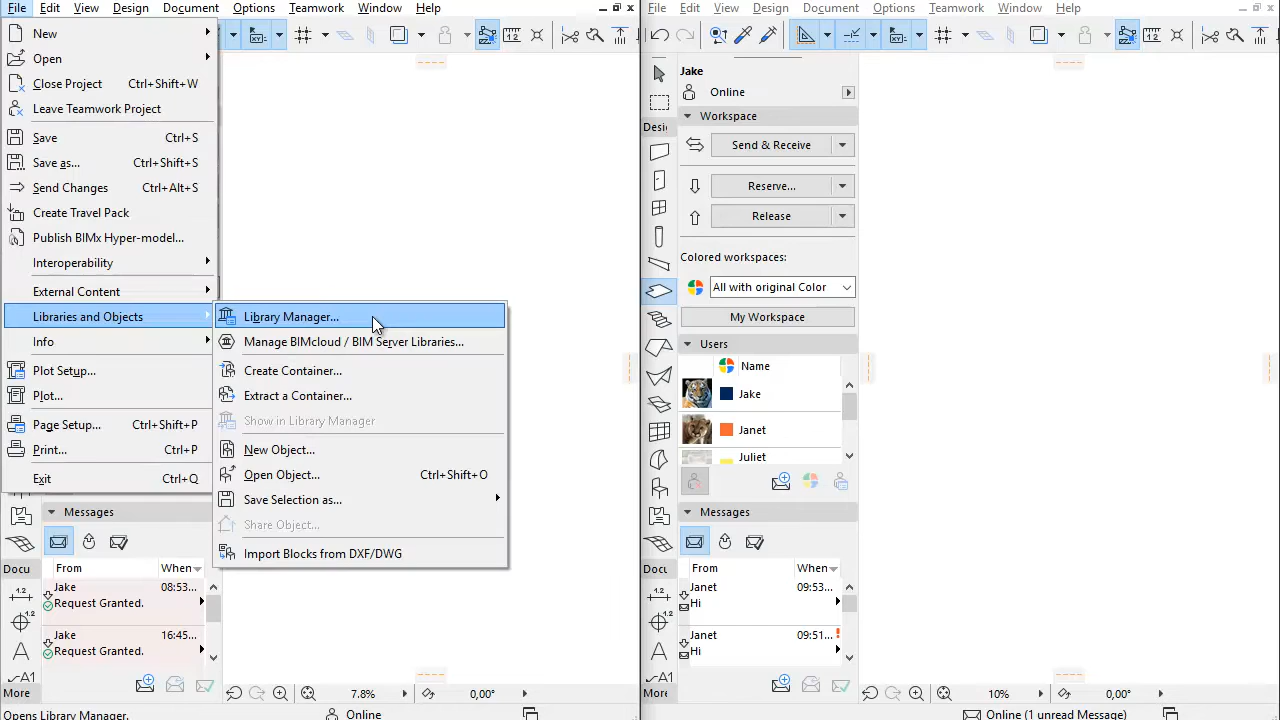 File Edit View Design Document Options Teamwork Window Help
New
Open
Close Project Ctrl+Shift+W
Leave Teamwork Project
Save Ctrl+S
Save as... Ctrl+Shift+S
Send Changes Ctrl+Alt+S
Create Travel Pack
Publish BIMx Hyper-model...
Interoperability
External Content
Libraries and Objects
Info
Plot Setup...
Plot...
Page Setup... Ctrl+Shift+P
Print... Ctrl+P
Exit Ctrl+Q
Library Manager...
Manage BIMcloud / BIM Server Libraries...
Create Container...
Extract a Container...
Show in Library Manager
New Object...
Open Object... Ctrl+Shift+O
Save Selection as...
Share Object...
Import Blocks from DXF/DWG
Messages
Docu
From When
Jake 08:53...
Request Granted.
Jake 16:45...
Request Granted.
More
7.8% 0,00°
Opens Library Manager. Online
File Edit View Design Document Options Teamwork Window Help
Jake
Online
Desi
Workspace
Send & Receive
Reserve...
Release
Colored workspaces:
All with original Color
My Workspace
Users
Name
Jake
Janet
Juliet
Messages
Docu
From When
Janet 09:53...
Hi
Janet 09:51...
Hi
More
10% 0,00°
Online (1 unread Message)